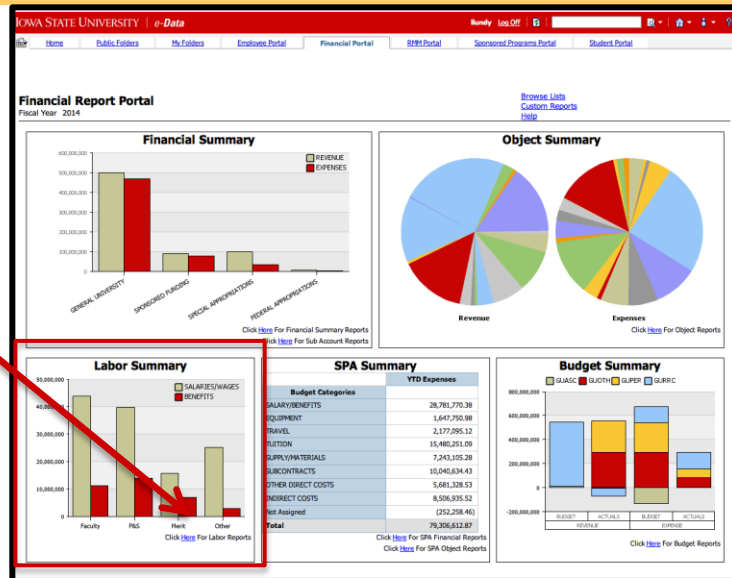 IOWA STATE UNIVERSITY | e-Data
Bundy Log Off
Home Public Folders My Folders Employee Portal Financial Portal RMM Portal Sponsored Programs Portal Student Portal
Financial Report Portal
Fiscal Year 2014
Browse Lists
Custom Reports
Help
Financial Summary
REVENUE
EXPENSES
600,000,000
500,000,000
400,000,000
300,000,000
200,000,000
100,000,000
0
GENERAL UNIVERSITY
SPONSORED FUNDING
SPECIAL APPROPRIATIONS
FEDERAL APPROPRIATIONS
Click Here For Financial Summary Reports
Click Here For Sub Account Reports
Object Summary
Revenue Expenses
Click Here For Object Reports
Labor Summary
SALARIES/WAGES
BENEFITS
50,000,000
40,000,000
30,000,000
20,000,000
10,000,000
0
Faculty P&S Merit Other
Click Here For Labor Reports
SPA Summary
YTD Expenses
Budget Categories
SALARY/BENEFITS 28,781,770.38
EQUIPMENT 1,647,750.98
TRAVEL 2,177,095.12
TUITION 15,480,251.09
SUPPLY/MATERIALS 7,243,105.28
SUBCONTRACTS 10,040,634.43
OTHER DIRECT COSTS 5,681,328.53
INDIRECT COSTS 8,506,935.52
Not Assigned (252,258.46)
Total 79,306,612.87
Click Here For SPA Financial Reports
Click Here For SPA Object Reports
Budget Summary
GUASC GUOTH GUPER GURRC
800,000,000
600,000,000
400,000,000
200,000,000
0
-200,000,000
BUDGET ACTUALS BUDGET ACTUALS
REVENUE EXPENSE
Click Here For Budget Reports